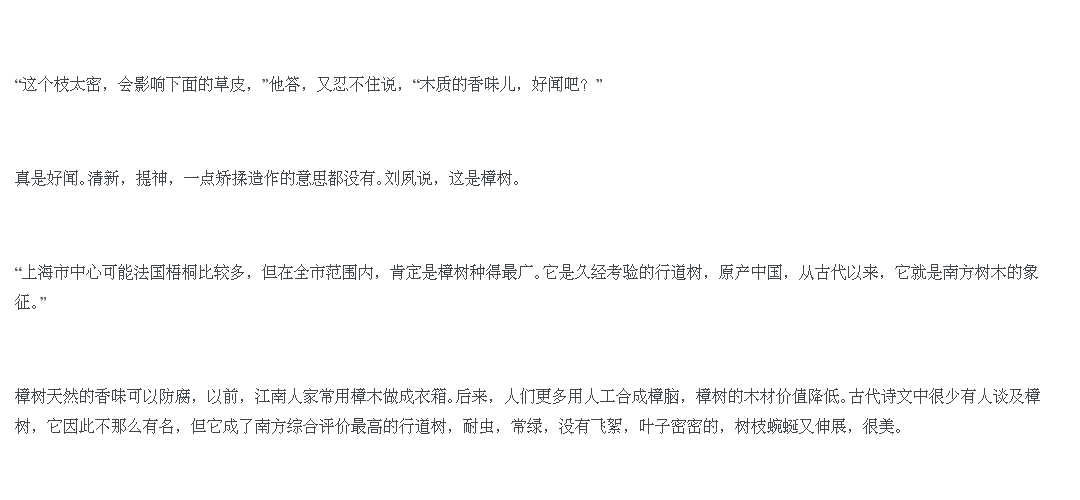 “这个枝太密，会影响下面的草皮，”他答，又忍不住说，“木质的香味儿，好闻吧？”
真是好闻。清新，提神，一点矫揉造作的意思都没有。刘夙说，这是樟树。
“上海市中心可能法国梧桐比较多，但在全市范围内，肯定是樟树种得最广。它是久经考验的行道树，原产中国，从古代以来，它就是南方树木的象
征。”
樟树天然的香味可以防腐，以前，江南人家常用樟木做成衣箱。后来，人们更多用人工合成樟脑，樟树的木材价值降低。古代诗文中很少有人谈及樟
树，它因此不那么有名，但它成了南方综合评价最高的行道树，耐虫，常绿，没有飞絮，叶子密密的，树枝蜿蜒又伸展，很美。